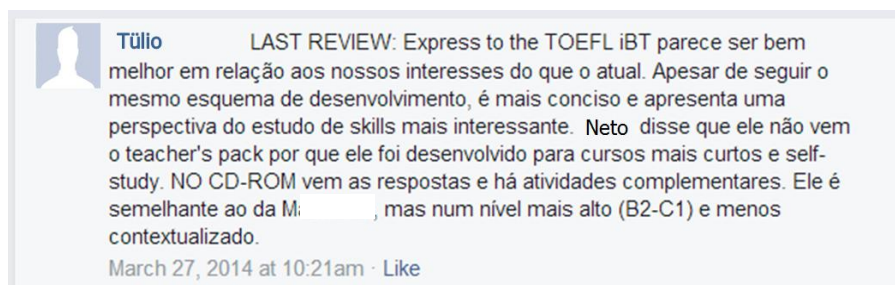 Tülio LAST REVIEW: Express to the TOEFL iBT parece ser bem
melhor em relação aos nossos interesses do que o atual. Apesar de seguir o
mesmo esquema de desenvolvimento, é mais conciso e apresenta uma
perspectiva do estudo de skills mais interessante. Neto disse que ele não vem
o teacher's pack por que ele foi desenvolvido para cursos mais curtos e self-
study. NO CD-ROM vem as respostas e há atividades complementares. Ele é
semelhante ao da , mas num nível mais alto (B2-C1) e menos
contextualizado.
March 27, 2014 at 10:21am · Like